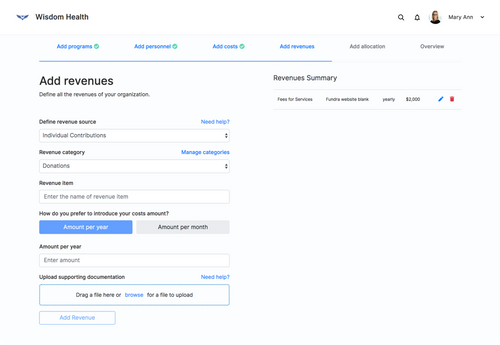 Wisdom Health
Mary Ann
Add programs
Add personnel
Add costs
Add revenues
Add allocation
Overview
Add revenues
Define all the revenues of your organization.
Define revenue source
Need help?
Individual Contributions
Revenue category
Manage categories
Donations
Revenue item
Enter the name of revenue item
How do you prefer to introduce your costs amount?
Amount per year
Amount per month
Amount per year
Enter amount
Upload supporting documentation
Need help?
Drag a file here or browse for a file to upload
Add Revenue
Revenues Summary
Fees for Services Fundra website blank yearly $2,000